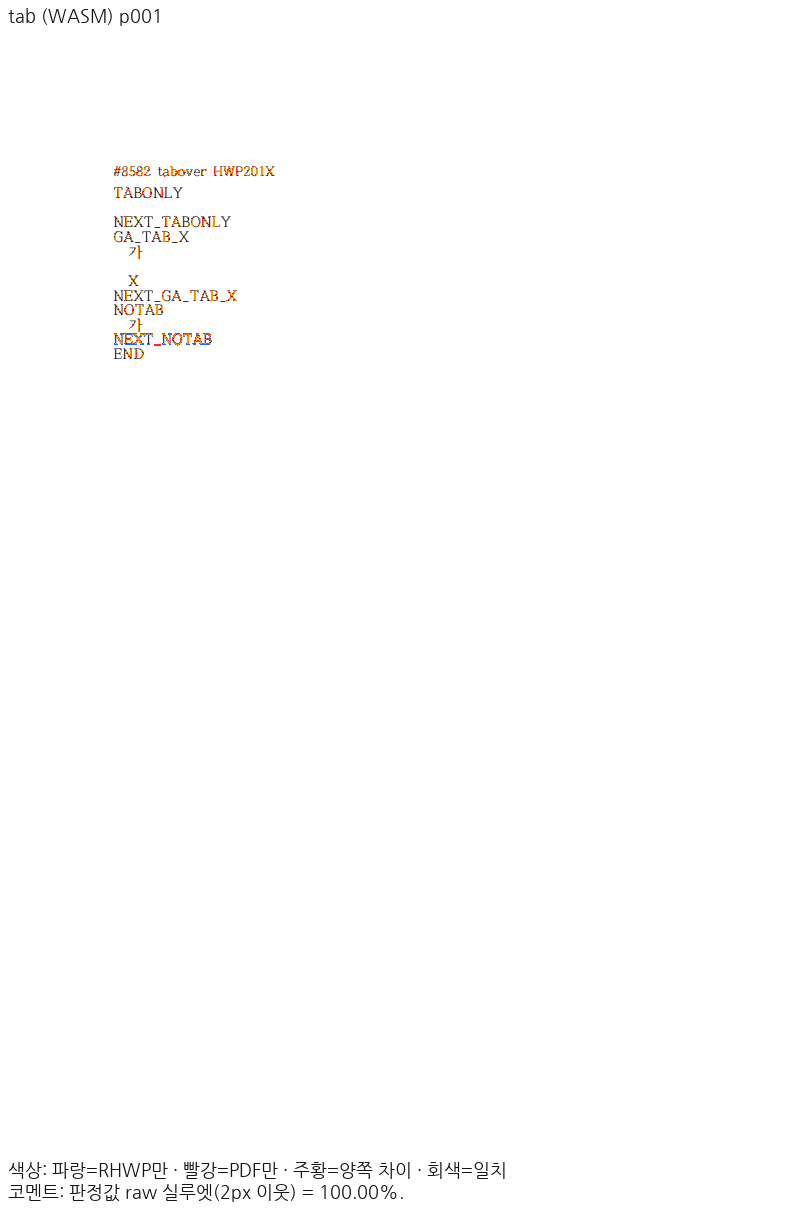 tab (WASM) p001
#8582 tabover HWP201X
TABONLY
NEXT_TABONLY
GA_TAB_X
가
X
NEXT_GA_TAB_X
NOTAB
가
NEXT_NOTAB
END
색상: 파랑=RHWP만 · 빨강=PDF만 · 주황=양쪽 차이 · 회색=일치
코멘트: 판정값 raw 실루엣(2px 이웃) = 100.00%.